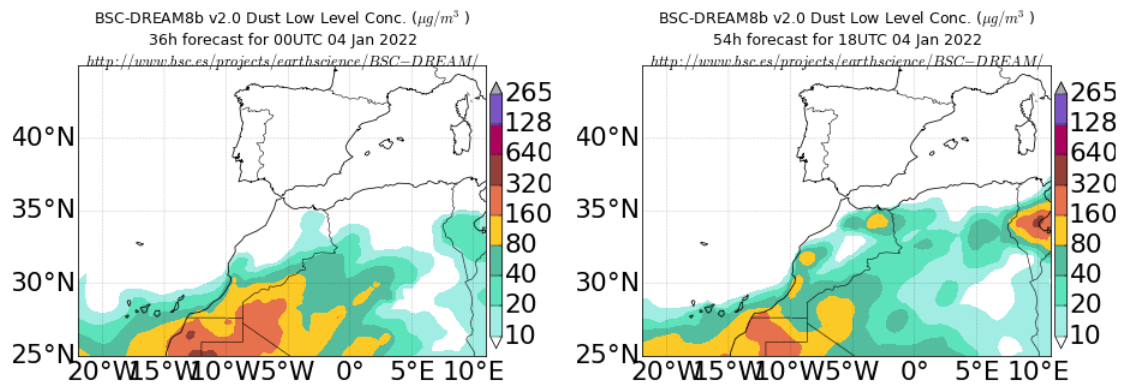 BSC-DREAM8b v2.0 Dust Low Level Conc. (μg/m³ )
36h forecast for 00UTC 04 Jan 2022
http://www.bsc.es/projects/earthscience/BSC−DREAM/
40°N
35°N
30°N
25°N
20°W
15°W
10°W
5°W
0°
5°E
10°E
265
128
640
320
160
80
40
20
10
BSC-DREAM8b v2.0 Dust Low Level Conc. (μg/m³ )
54h forecast for 18UTC 04 Jan 2022
http://www.bsc.es/projects/earthscience/BSC−DREAM/
40°N
35°N
30°N
25°N
20°W
15°W
10°W
5°W
0°
5°E
10°E
265
128
640
320
160
80
40
20
10